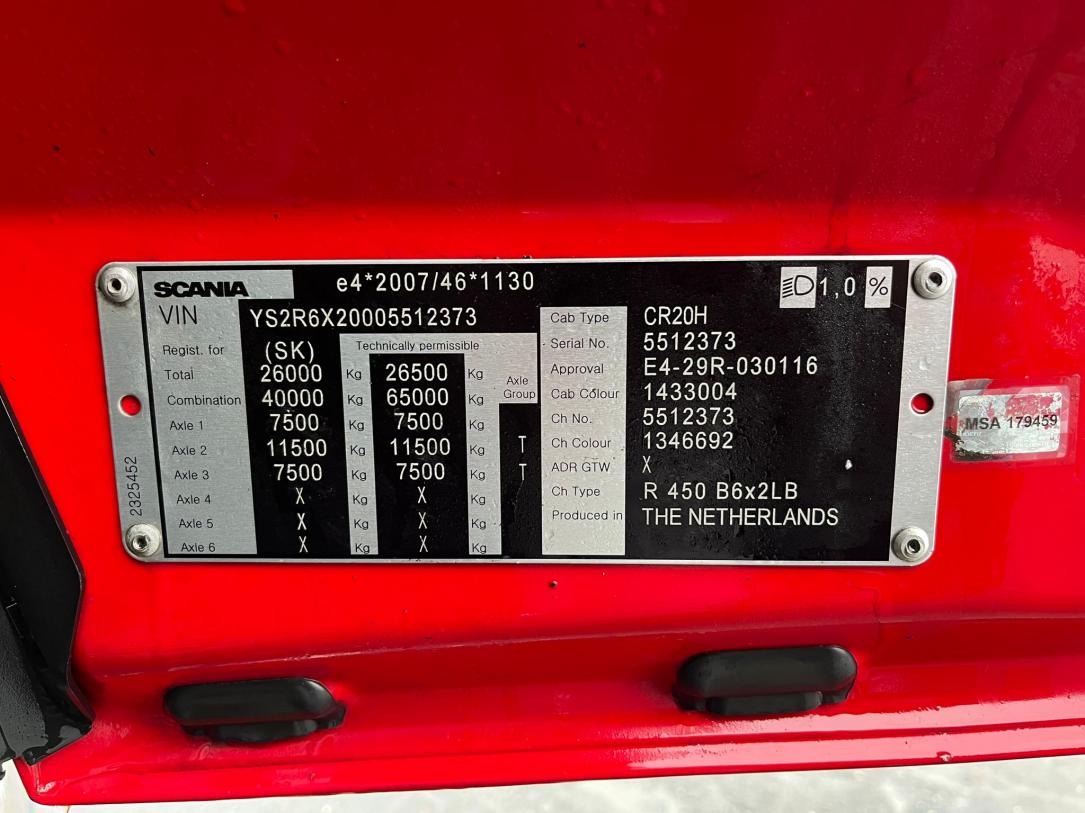 SCANIA e4*2007/46*1130 1,0 %
VIN YS2R6X20005512373
Regist. for (SK) Technically permissible
Total 26000 Kg 26500 Kg
Combination 40000 Kg 65000 Kg Axle Group
Axle 1 7500 Kg 7500 Kg
Axle 2 11500 Kg 11500 Kg T
Axle 3 7500 Kg 7500 Kg T
Axle 4 X Kg X Kg
Axle 5 X Kg X Kg
Axle 6 X Kg X Kg
2325452
Cab Type CR20H
Serial No. 5512373
Approval E4-29R-030116
Cab Colour 1433004
Ch No. 5512373
Ch Colour 1346692
ADR GTW X
Ch Type R 450 B6x2LB
Produced in THE NETHERLANDS
MSA 179459